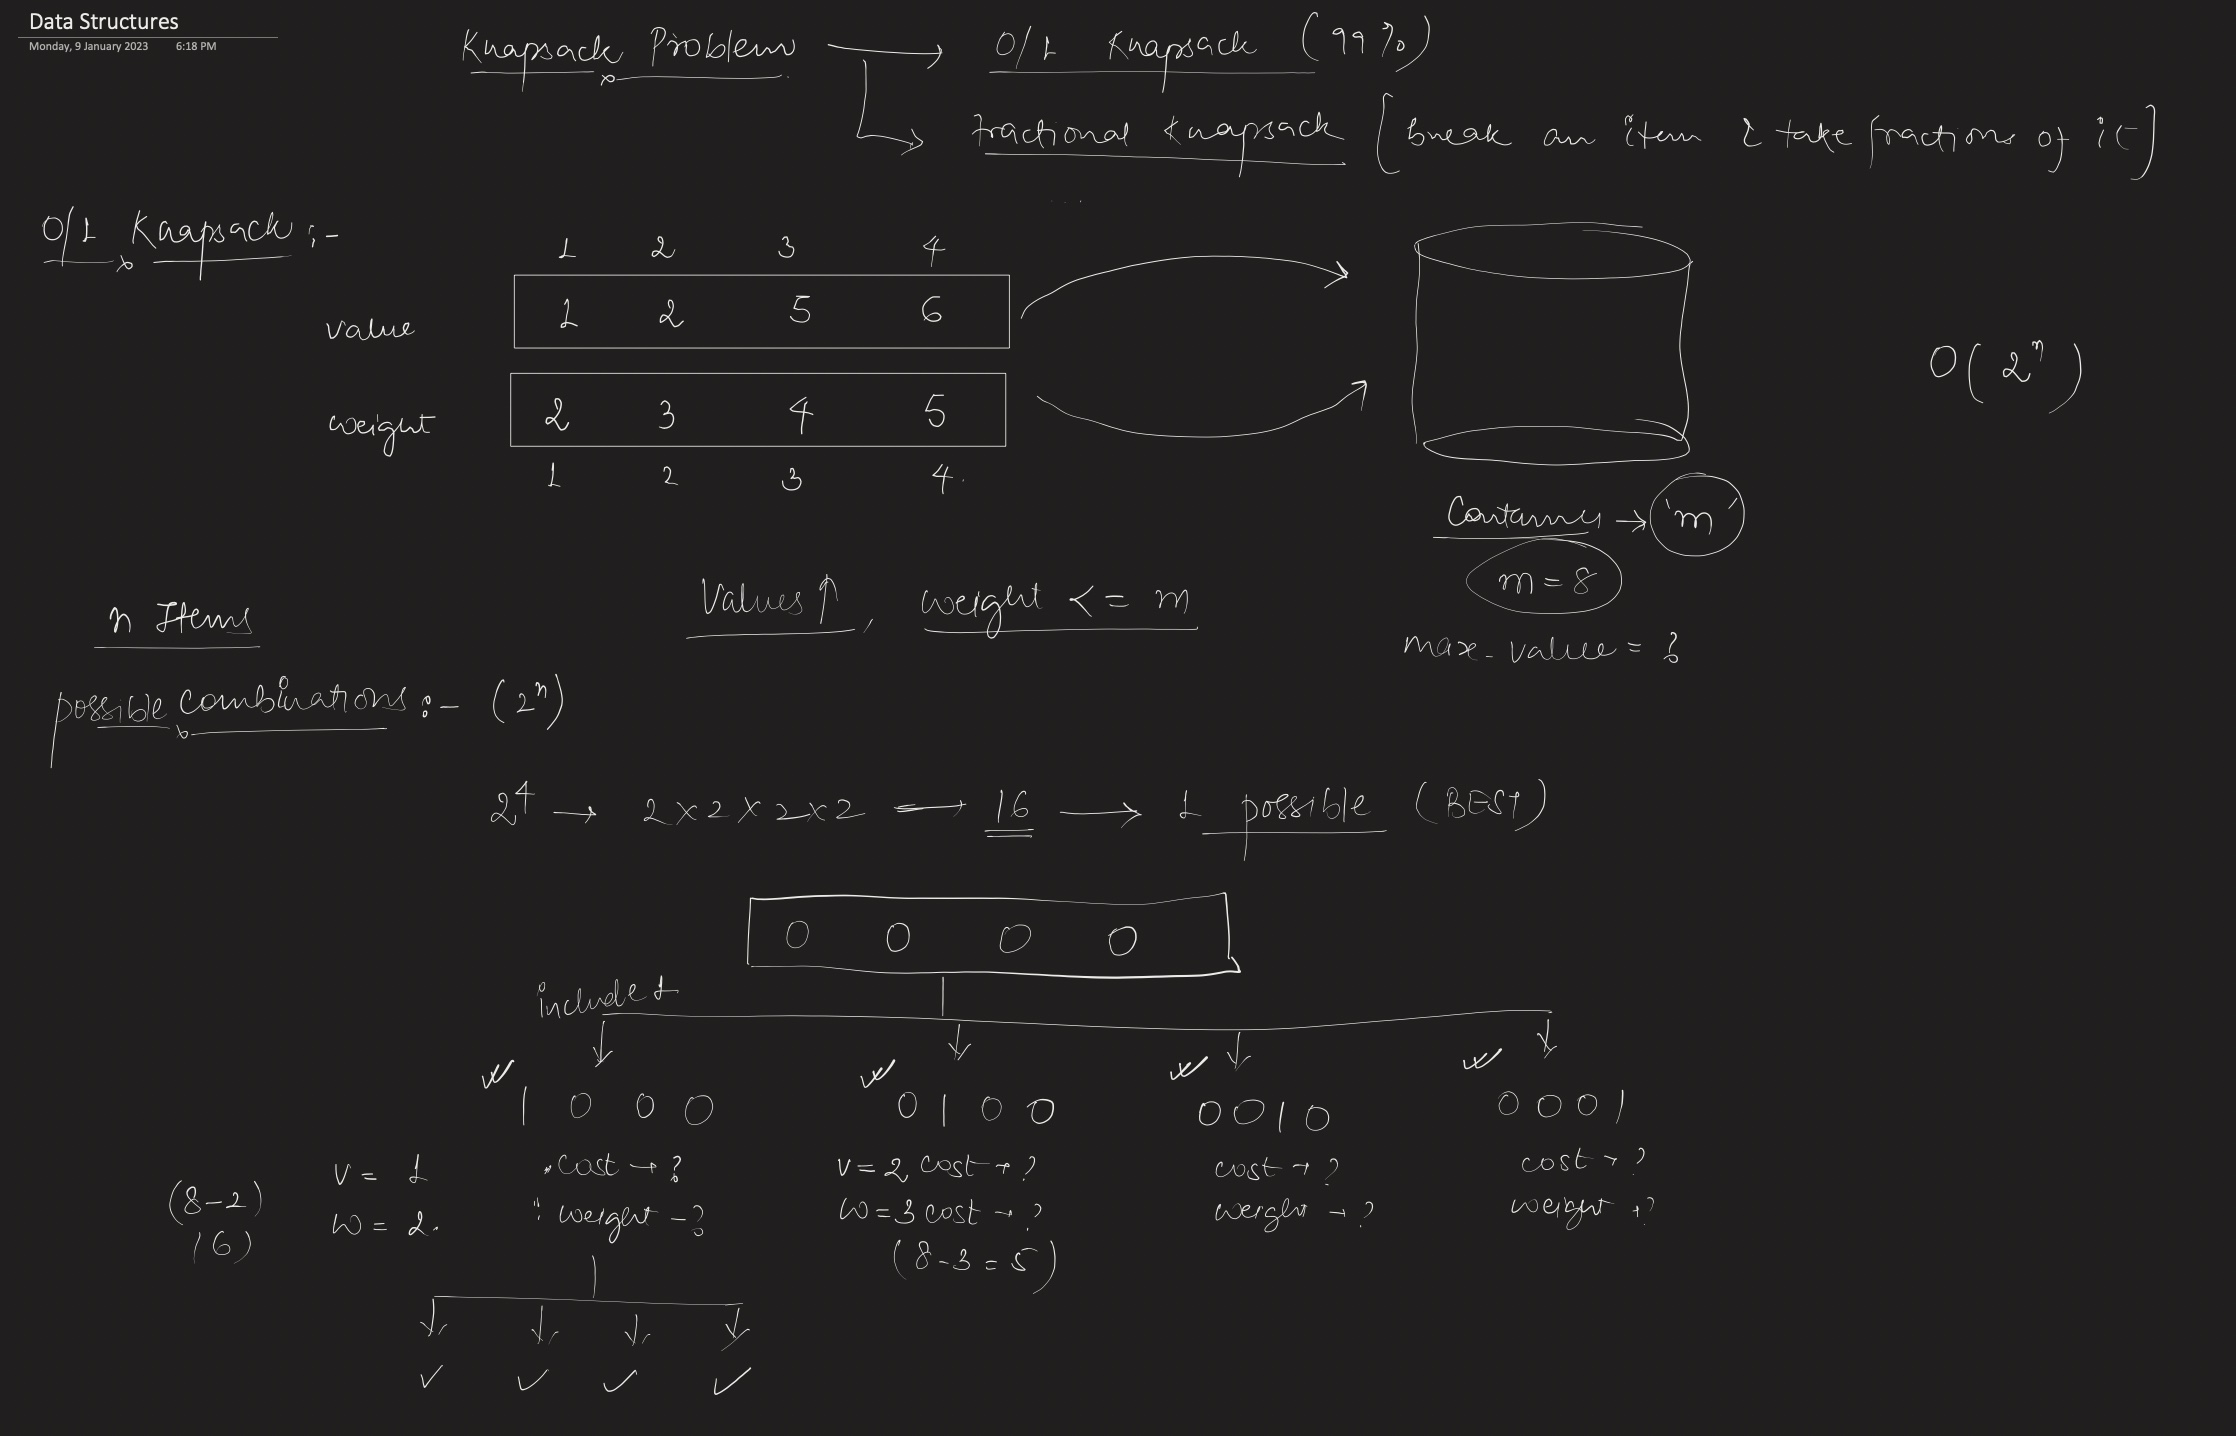 Data Structures
Monday, 9 January 2023 6:18 PM
Knapsack Problem → 0/1 Knapsack (99%)
Fractional Knapsack [break an item & take fractions of it]
0/1 Knapsack :-
1 2 3 4
value 1 2 5 6
weight 2 3 4 5
1 2 3 4
O(2ⁿ)
Container → 'm'
m = 8
max-value = ?
n Items
Values ↑, weight <= m
possible combinations :- (2ⁿ)
2⁴ → 2 x 2 x 2 x 2 → 16 → 1 possible (BEST)
0 0 0 0
include 1
1 0 0 0
0 1 0 0
0 0 1 0
0 0 0 1
(8-2)
(6)
v = 1
w = 2.
cost → ?
weight - ?
v = 2 cost → ?
w = 3 cost → ?
(8-3 = 5)
cost → ?
weight → ?
cost → ?
weight → ?